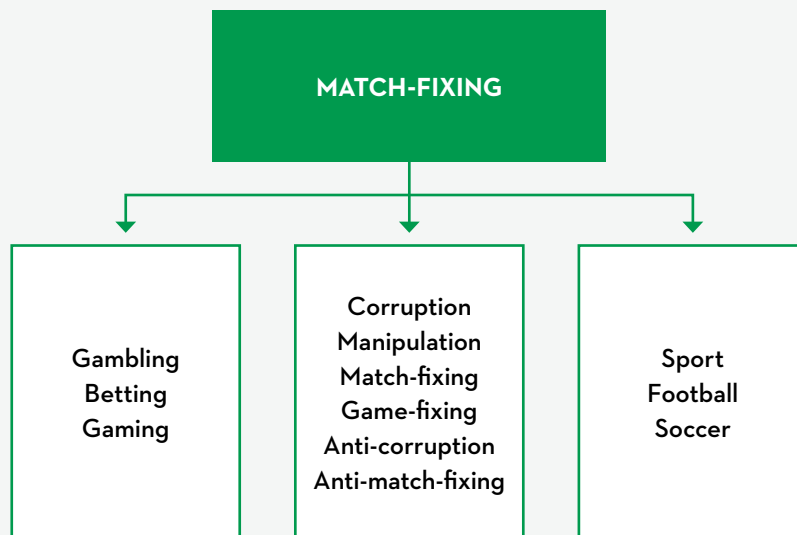 MATCH-FIXING
Gambling
Betting
Gaming
Corruption
Manipulation
Match-fixing
Game-fixing
Anti-corruption
Anti-match-fixing
Sport
Football
Soccer